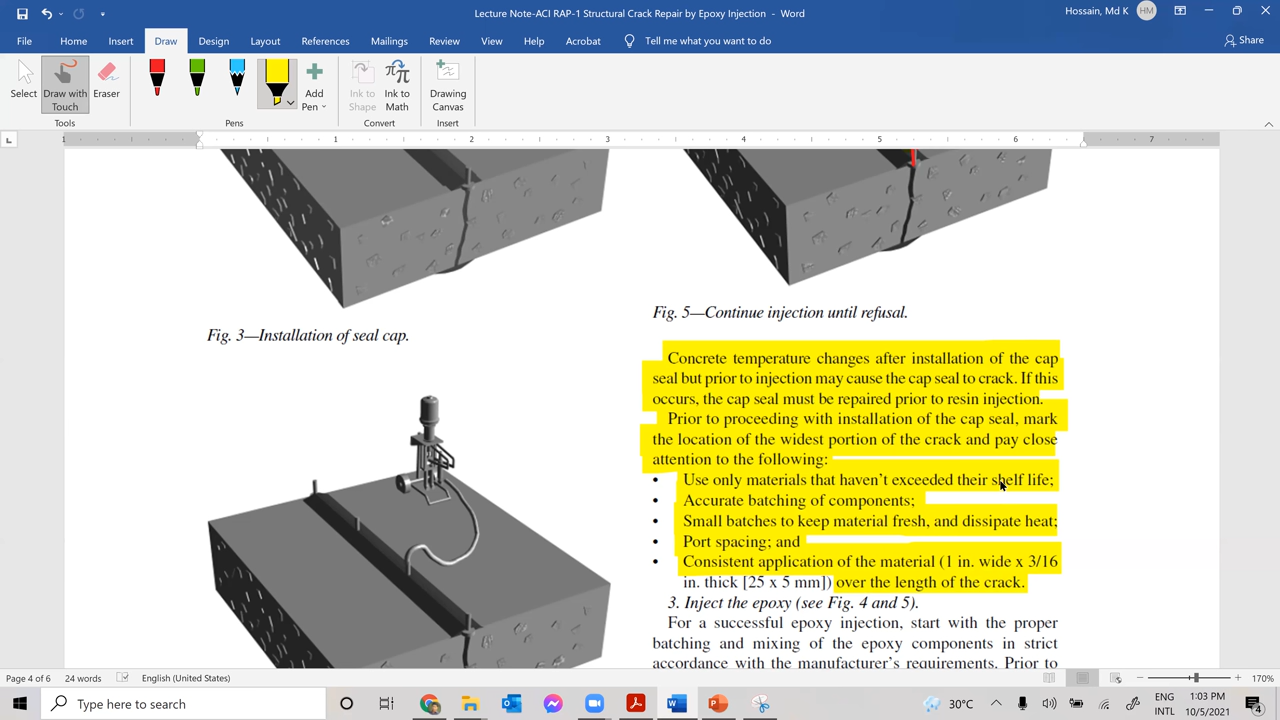 Lecture Note-ACI RAP-1 Structural Crack Repair by Epoxy Injection - Word
Hossain, Md K
HM
File
Home
Insert
Draw
Design
Layout
References
Mailings
Review
View
Help
Acrobat
Tell me what you want to do
Share
Select
Draw with Touch
Eraser
Add Pen
Ink to Shape
Ink to Math
Drawing Canvas
Tools
Pens
Convert
Insert
1 1 2 3 4 5 6 7
Fig. 3—Installation of seal cap.
Fig. 5—Continue injection until refusal.
Concrete temperature changes after installation of the cap
seal but prior to injection may cause the cap seal to crack. If this
occurs, the cap seal must be repaired prior to resin injection.
Prior to proceeding with installation of the cap seal, mark
the location of the widest portion of the crack and pay close
attention to the following:
• Use only materials that haven't exceeded their shelf life;
• Accurate batching of components;
• Small batches to keep material fresh, and dissipate heat;
• Port spacing; and
• Consistent application of the material (1 in. wide x 3/16
in. thick [25 x 5 mm]) over the length of the crack.
3. Inject the epoxy (see Fig. 4 and 5).
For a successful epoxy injection, start with the proper
batching and mixing of the epoxy components in strict
accordance with the manufacturer's requirements. Prior to
Page 4 of 6
24 words
English (United States)
170%
Type here to search
30°C
ENG
INTL
1:03 PM
10/5/2021
4